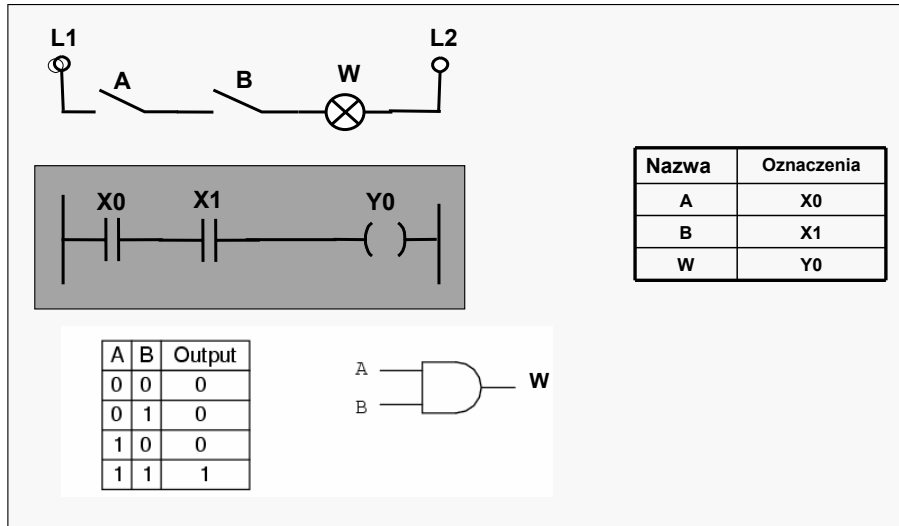 L1 L2
A B W
X0 X1 Y0
Nazwa Oznaczenia
A X0
B X1
W Y0
A B Output
0 0 0
0 1 0
1 0 0
1 1 1
A
B
W